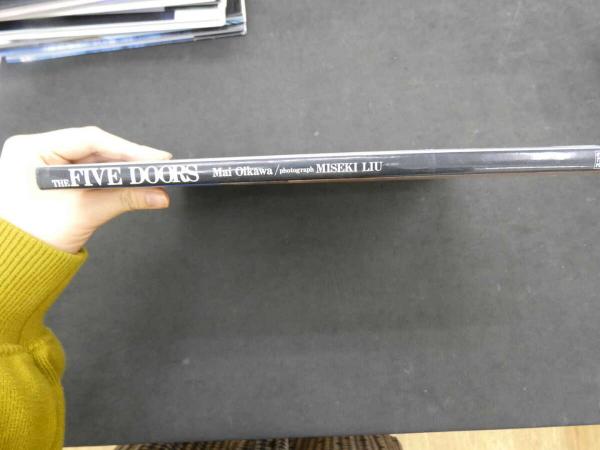 THE FIVE DOORS Mai Oikawa/photograph MISEKI LIU